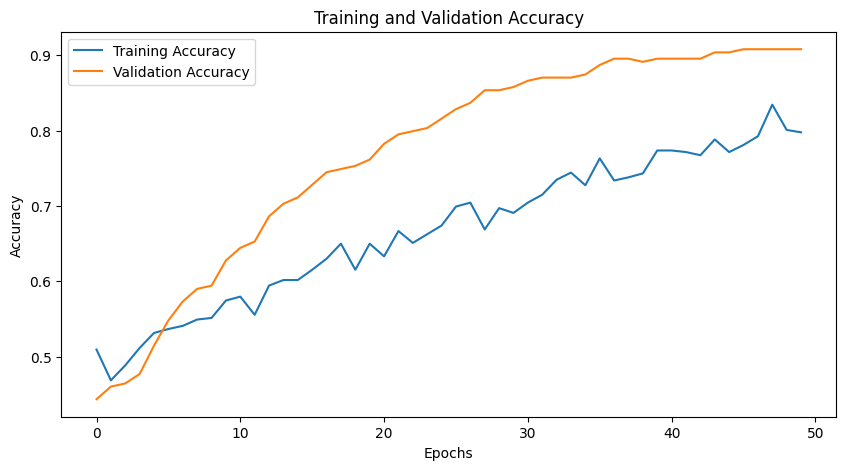 Training and Validation Accuracy
Training Accuracy
Validation Accuracy
0.9
0.8
0.7
0.6
0.5
Accuracy
0
10
20
30
40
50
Epochs